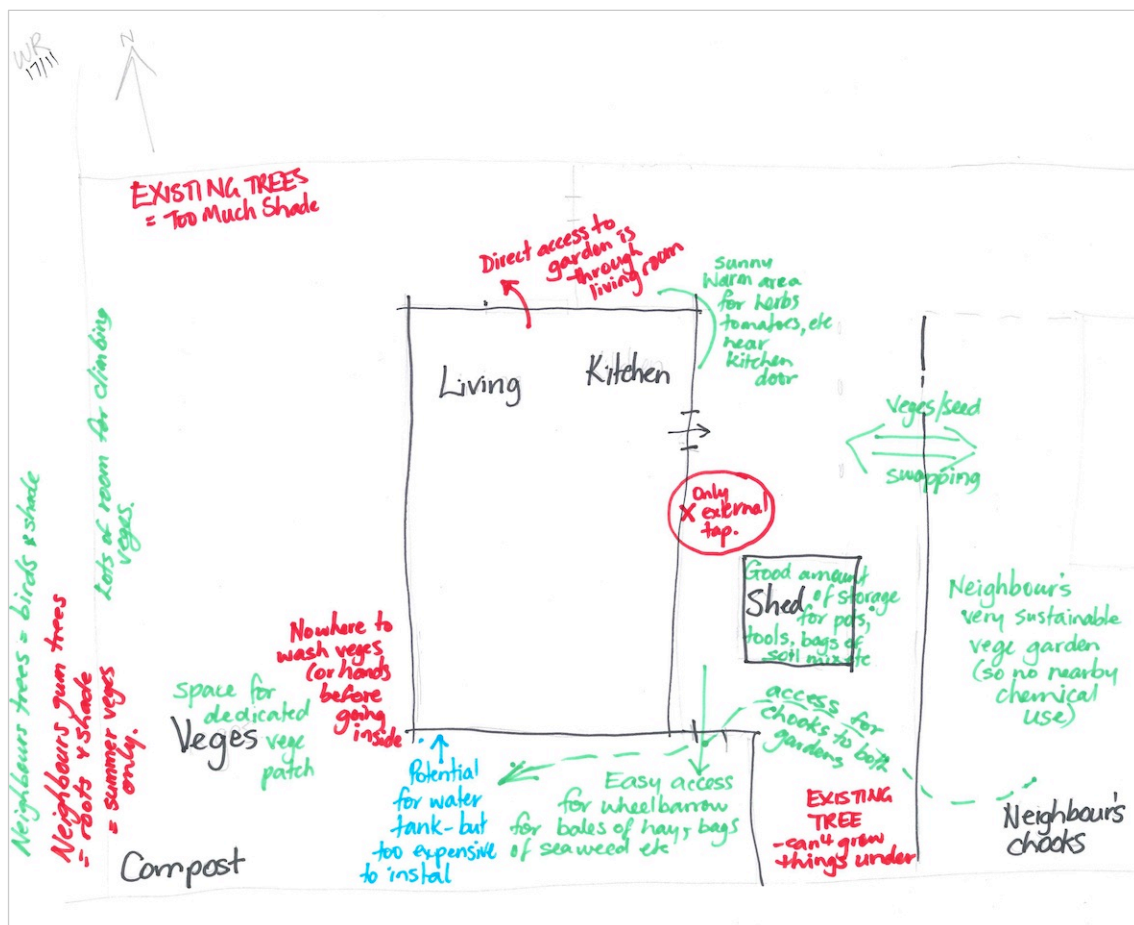 WR
17/11
N
EXISTING TREES
= Too Much Shade
Direct access to
garden is
through
living room
Sunny
Warm area
for herbs
tomatoes, etc
near
kitchen
door
Living
Kitchen
Veges/seed
swapping
Only
X external
tap.
Lots of room for climbing
veges.
Neighbours trees = birds & shade
Neighbours gum trees
= roots & shade
= summer veges
only.
Good amount
of storage
Shed
for pots,
tools, bags of
soil mix etc
Neighbour's
very sustainable
vege garden
(so no nearby
chemical
use)
Nowhere to
wash veges
(or hands
before
going
inside)
space for
dedicated
Veges
vege
patch
access for
chooks to both
gardens
Potential
for water
tank - but
too expensive
to instal
Easy access
for wheelbarrow
for bales of hay, bags
of seaweed etc
EXISTING
TREE
- can't grow
things under
Neighbour's
chooks
Compost